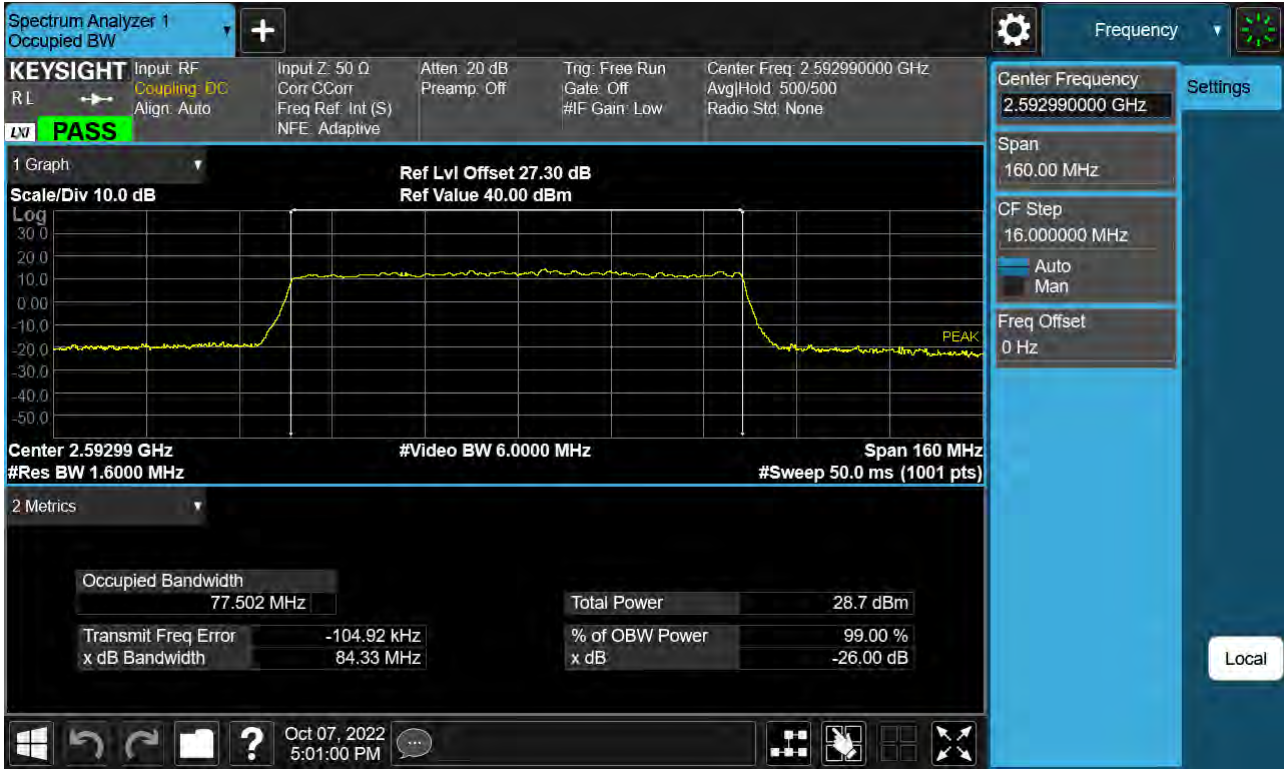 Spectrum Analyzer 1
Occupied BW
Frequency
KEYSIGHT
RL
LXI
PASS
Input: RF
Coupling: DC
Align: Auto
Input Z: 50 Ω
Corr CCorr
Freq Ref: Int (S)
NFE: Adaptive
Atten: 20 dB
Preamp: Off
Trig: Free Run
Gate: Off
#IF Gain: Low
Center Freq: 2.592990000 GHz
Avg|Hold: 500/500
Radio Std: None
Center Frequency
2.592990000 GHz
Settings
Span
160.00 MHz
CF Step
16.000000 MHz
Auto
Man
Freq Offset
0 Hz
1 Graph
Scale/Div 10.0 dB
Ref Lvl Offset 27.30 dB
Ref Value 40.00 dBm
Log
30.0
20.0
10.0
0.00
-10.0
-20.0
-30.0
-40.0
-50.0
PEAK
Center 2.59299 GHz
#Video BW 6.0000 MHz
Span 160 MHz
#Res BW 1.6000 MHz
#Sweep 50.0 ms (1001 pts)
2 Metrics
Occupied Bandwidth
77.502 MHz
Total Power 28.7 dBm
Transmit Freq Error -104.92 kHz
% of OBW Power 99.00 %
x dB Bandwidth 84.33 MHz
x dB -26.00 dB
Local
?
Oct 07, 2022
5:01:00 PM